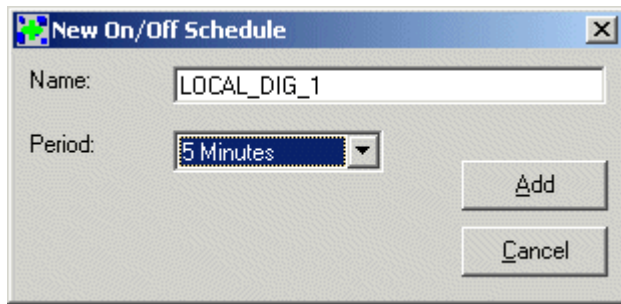 New On/Off Schedule
Name:
LOCAL_DIG_1
Period:
5 Minutes
Add
Cancel